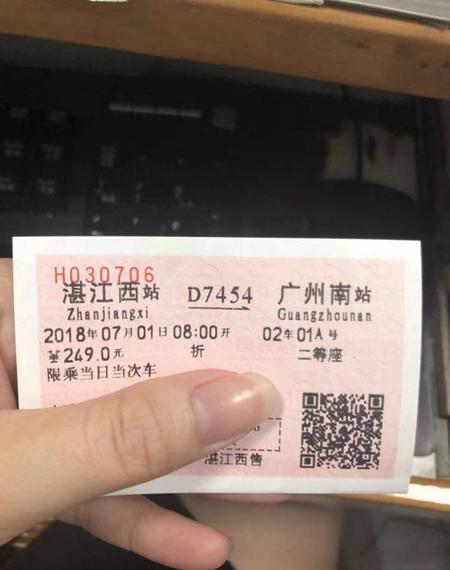 H030706
湛江西站 D7454 广州南站
Zhanjiangxi Guangzhounan
2018年07月01日08:00开 02车01A号
￥249.0元 折 二等座
限乘当日当次车
湛江西售